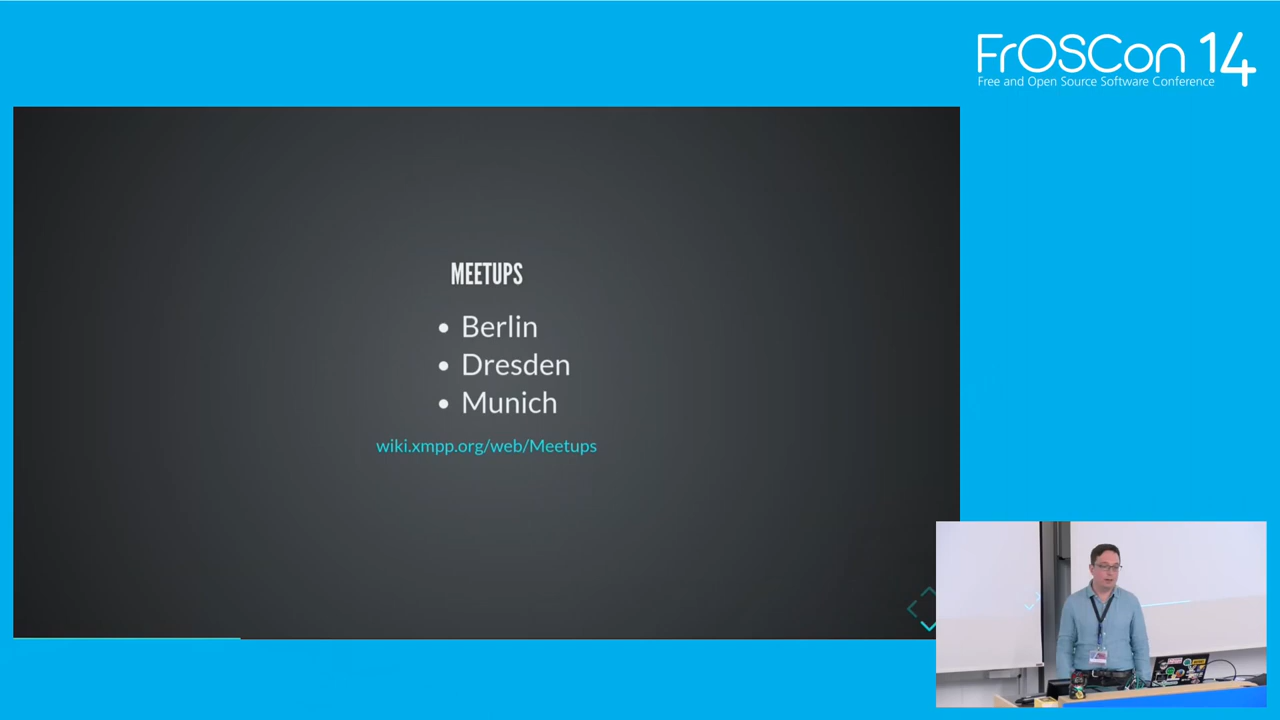 FrOSCon 14
Free and Open Source Software Conference
MEETUPS
Berlin
Dresden
Munich
wiki.xmpp.org/web/Meetups